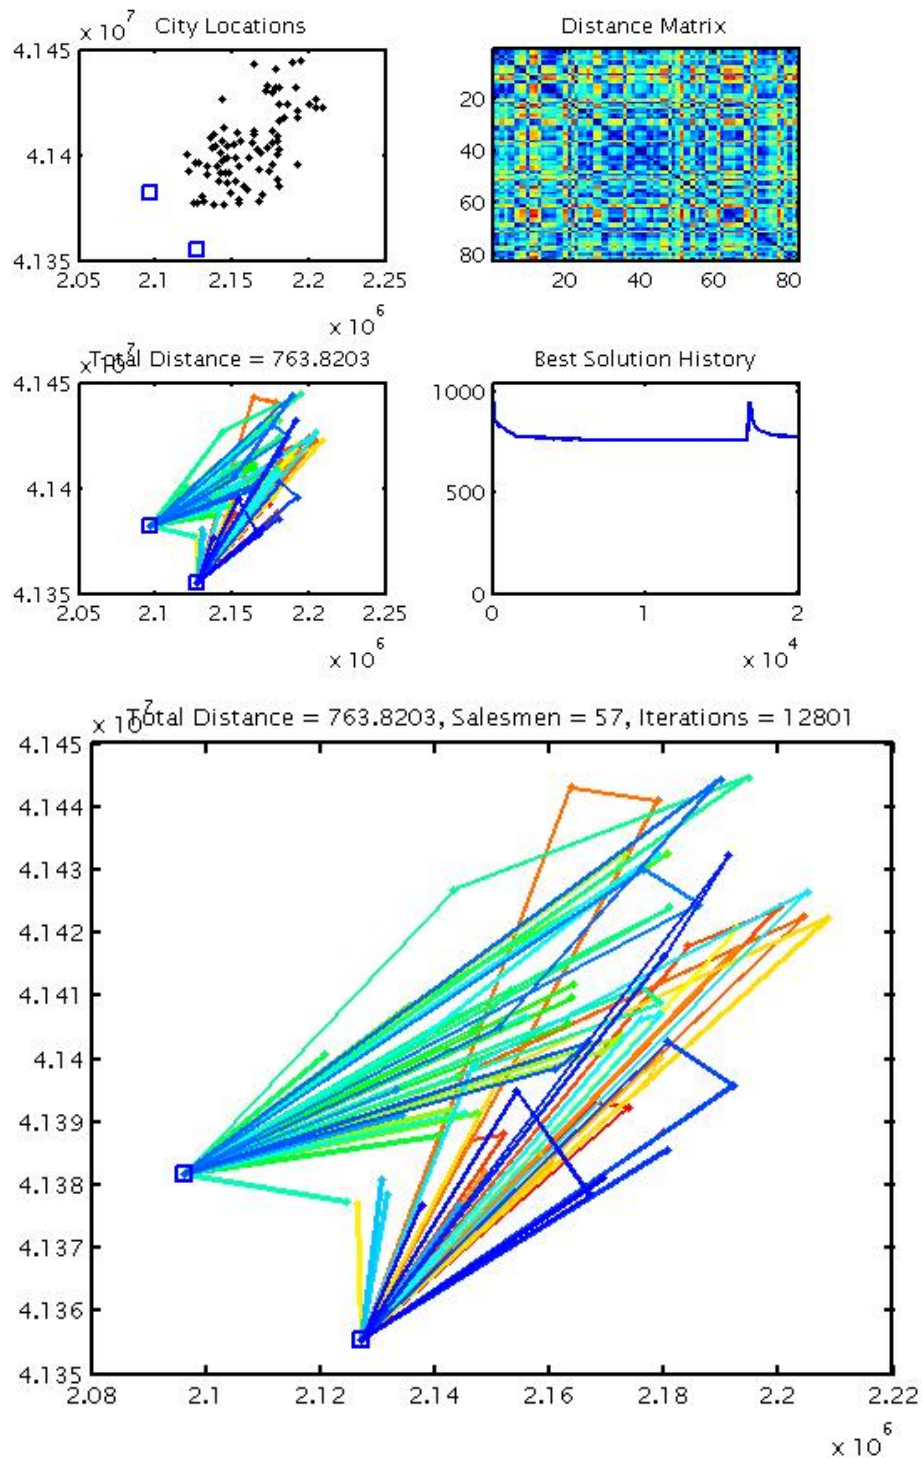 City Locations
Distance Matrix
x 10^7
4.145
4.14
4.135
2.05 2.1 2.15 2.2 2.25
x 10^6
20
40
60
80
20 40 60 80
Total Distance = 763.8203
x 10^7
4.145
4.14
4.135
2.05 2.1 2.15 2.2 2.25
x 10^6
Best Solution History
1000
500
0
0 1 2
x 10^4
Total Distance = 763.8203, Salesmen = 57, Iterations = 12801
x 10^7
4.145
4.144
4.143
4.142
4.141
4.14
4.139
4.138
4.137
4.136
4.135
2.08 2.1 2.12 2.14 2.16 2.18 2.2 2.22
x 10^6